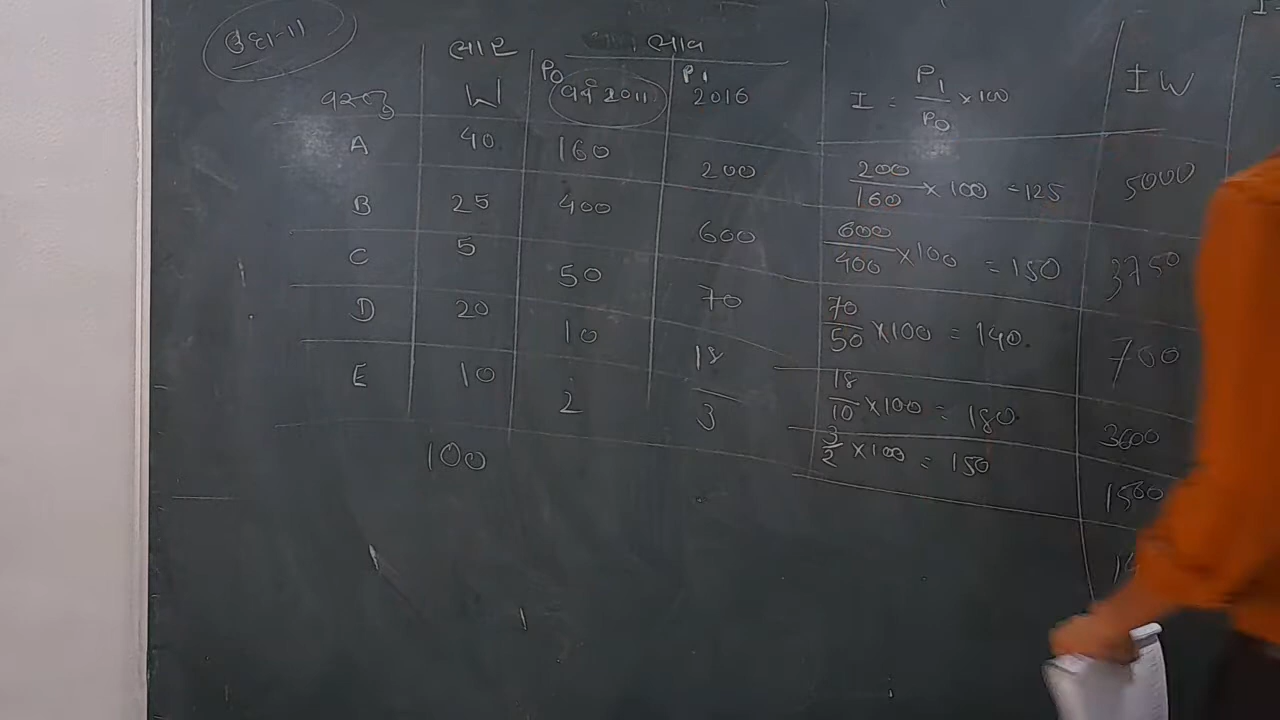 ઉદા-11
ભાર ભાવ
વસ્તુ W P0 વર્ષ 2011 P1 2016 I = P1/P0 × 100 IW
A 40 160 200 200/160 × 100 = 125 5000
B 25 400 600 600/400 × 100 = 150 3750
C 5 50 70 70/50 × 100 = 140 700
D 20 10 18 18/10 × 100 = 180 3600
E 10 2 3 3/2 × 100 = 150 1500
100